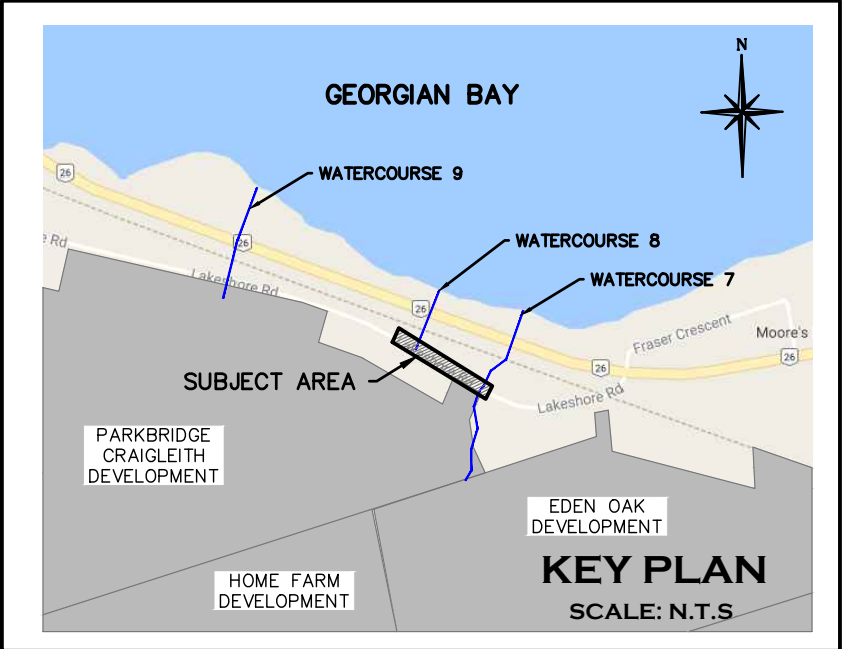 N
GEORGIAN BAY
WATERCOURSE 9
26
26
WATERCOURSE 8
WATERCOURSE 7
e Rd
Lakeshore Rd
26
Fraser Crescent
Moore's
26
26
SUBJECT AREA
Lakeshore Rd
PARKBRIDGE
CRAIGLEITH
DEVELOPMENT
EDEN OAK
DEVELOPMENT
HOME FARM
DEVELOPMENT
KEY PLAN
SCALE: N.T.S